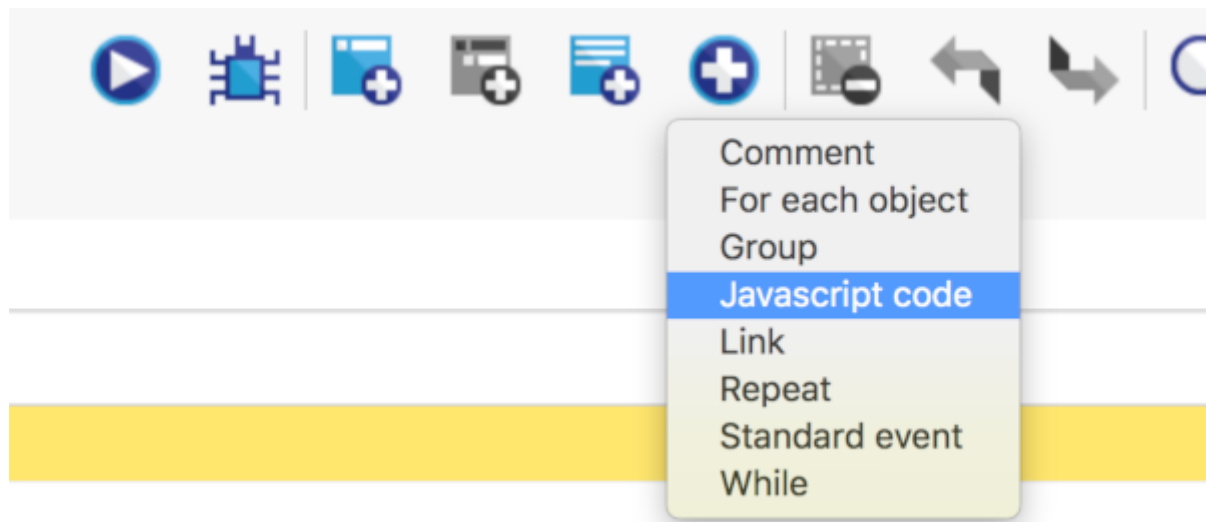 Comment
For each object
Group
Javascript code
Link
Repeat
Standard event
While